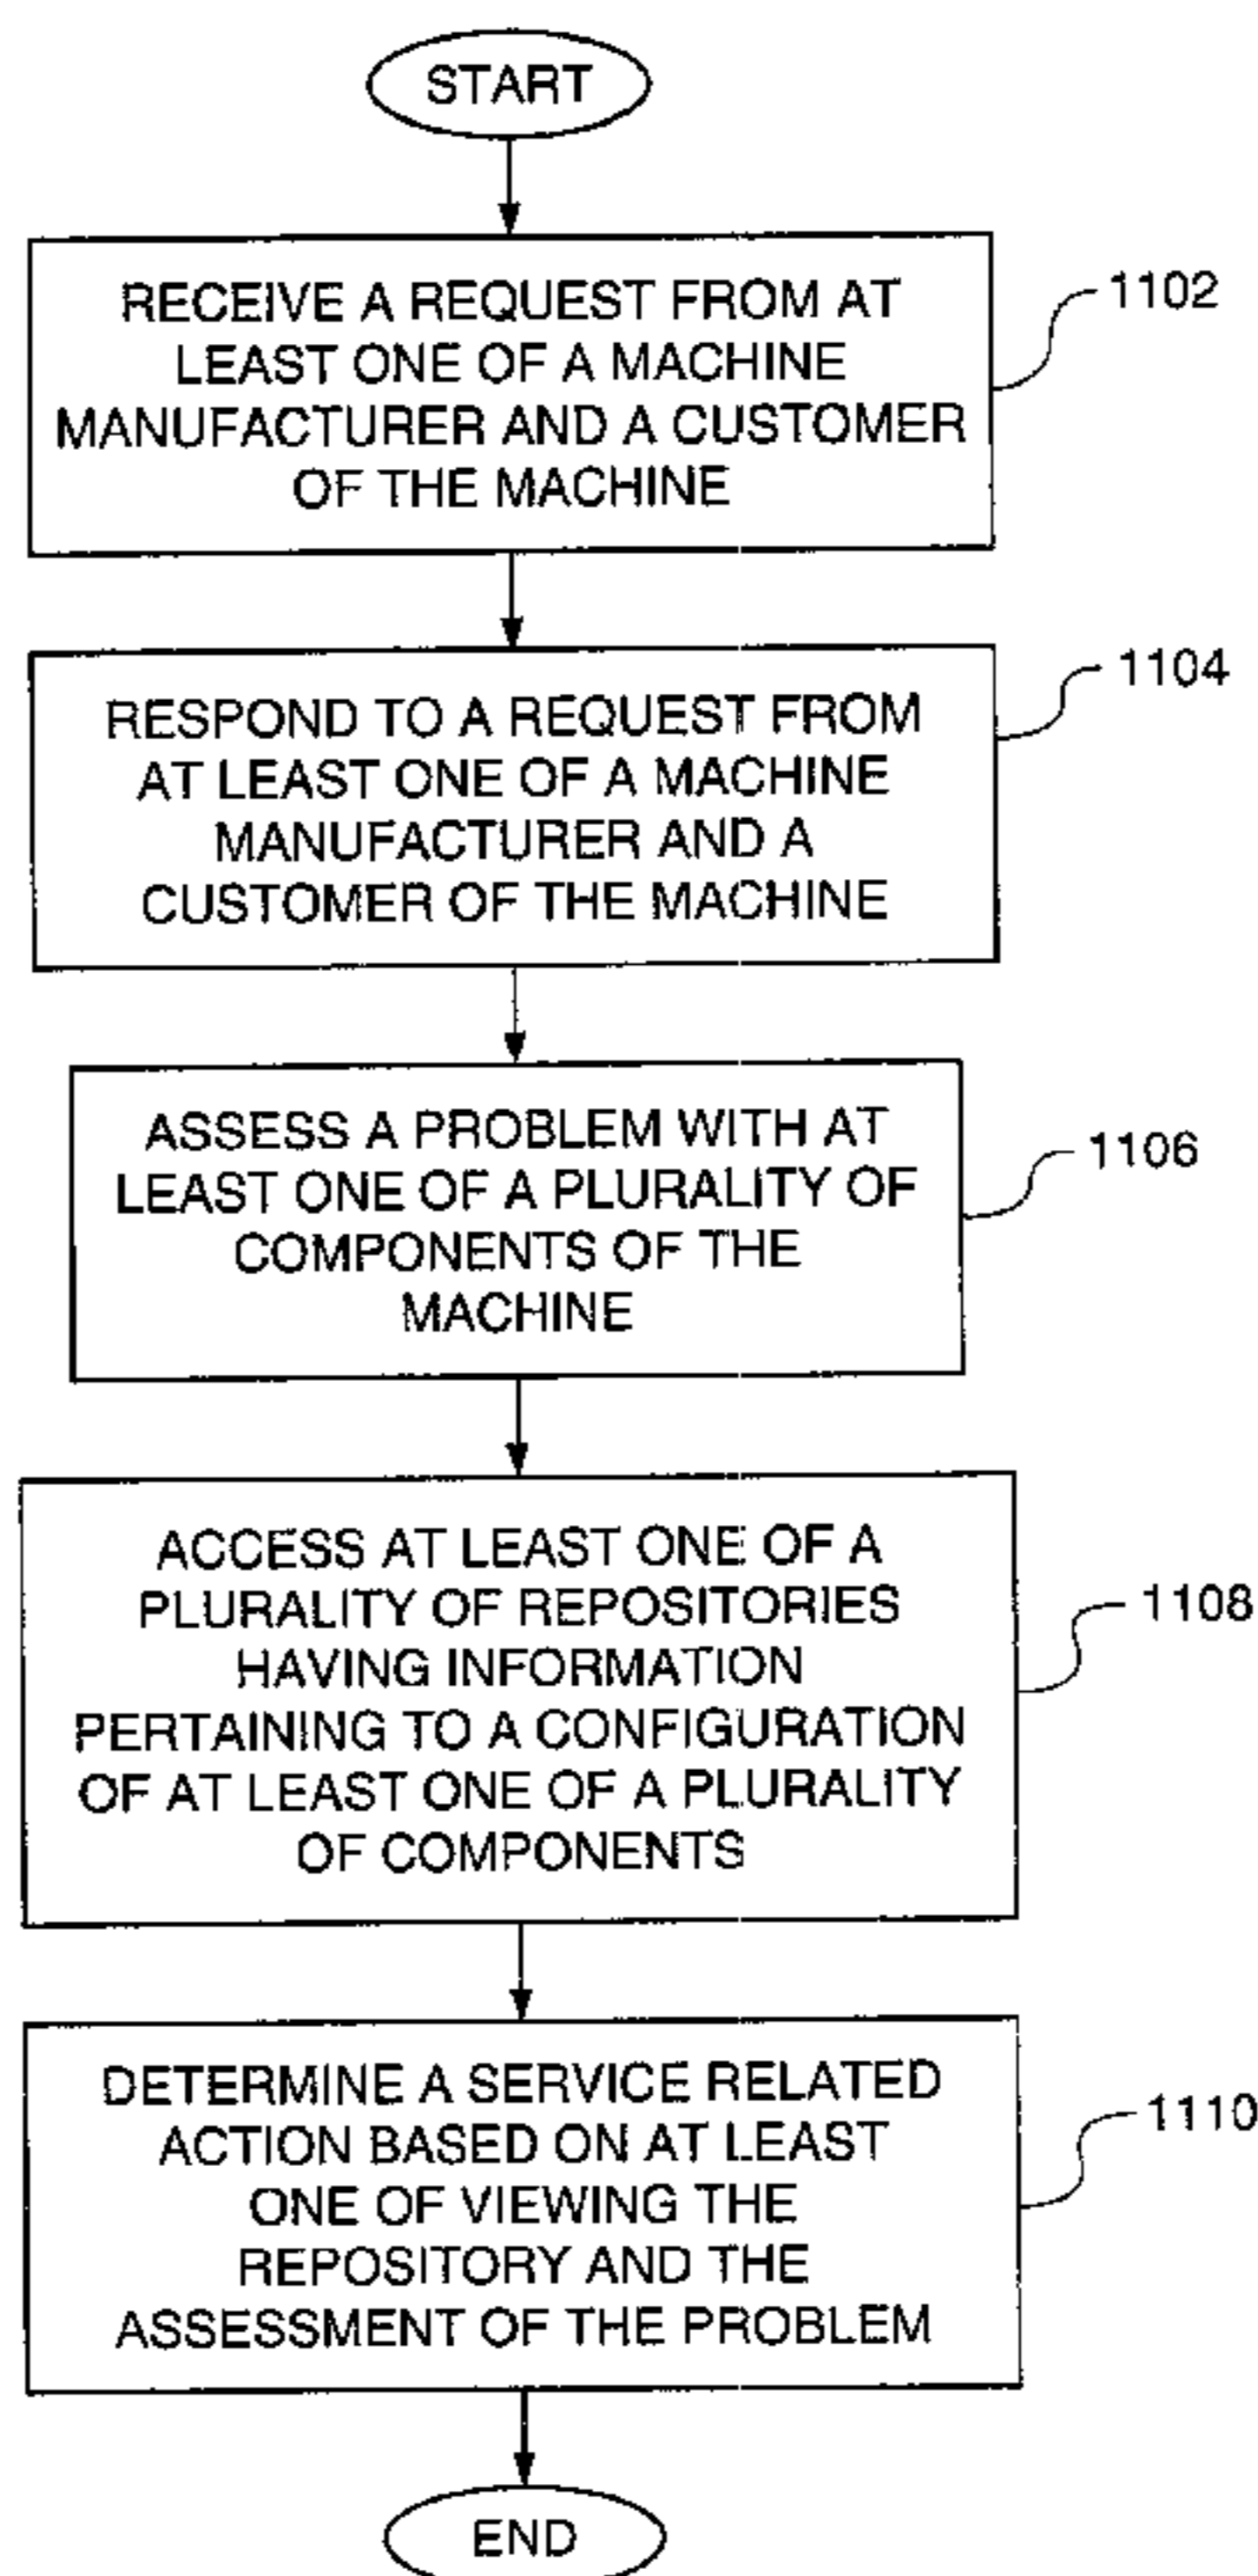 START
RECEIVE A REQUEST FROM AT
LEAST ONE OF A MACHINE
MANUFACTURER AND A CUSTOMER
OF THE MACHINE
1102
RESPOND TO A REQUEST FROM
AT LEAST ONE OF A MACHINE
MANUFACTURER AND A
CUSTOMER OF THE MACHINE
1104
ASSESS A PROBLEM WITH AT
LEAST ONE OF A PLURALITY OF
COMPONENTS OF THE
MACHINE
1106
ACCESS AT LEAST ONE OF A
PLURALITY OF REPOSITORIES
HAVING INFORMATION
PERTAINING TO A CONFIGURATION
OF AT LEAST ONE OF A PLURALITY
OF COMPONENTS
1108
DETERMINE A SERVICE RELATED
ACTION BASED ON AT LEAST
ONE OF VIEWING THE
REPOSITORY AND THE
ASSESSMENT OF THE PROBLEM
1110
END